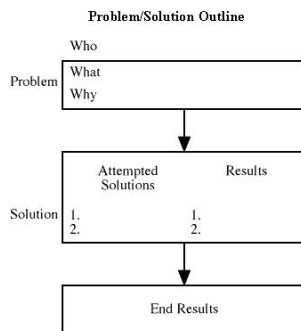 Problem/Solution Outline
Who
Problem
What
Why
Attempted Solutions
Results
Solution
1.
2.
1.
2.
End Results